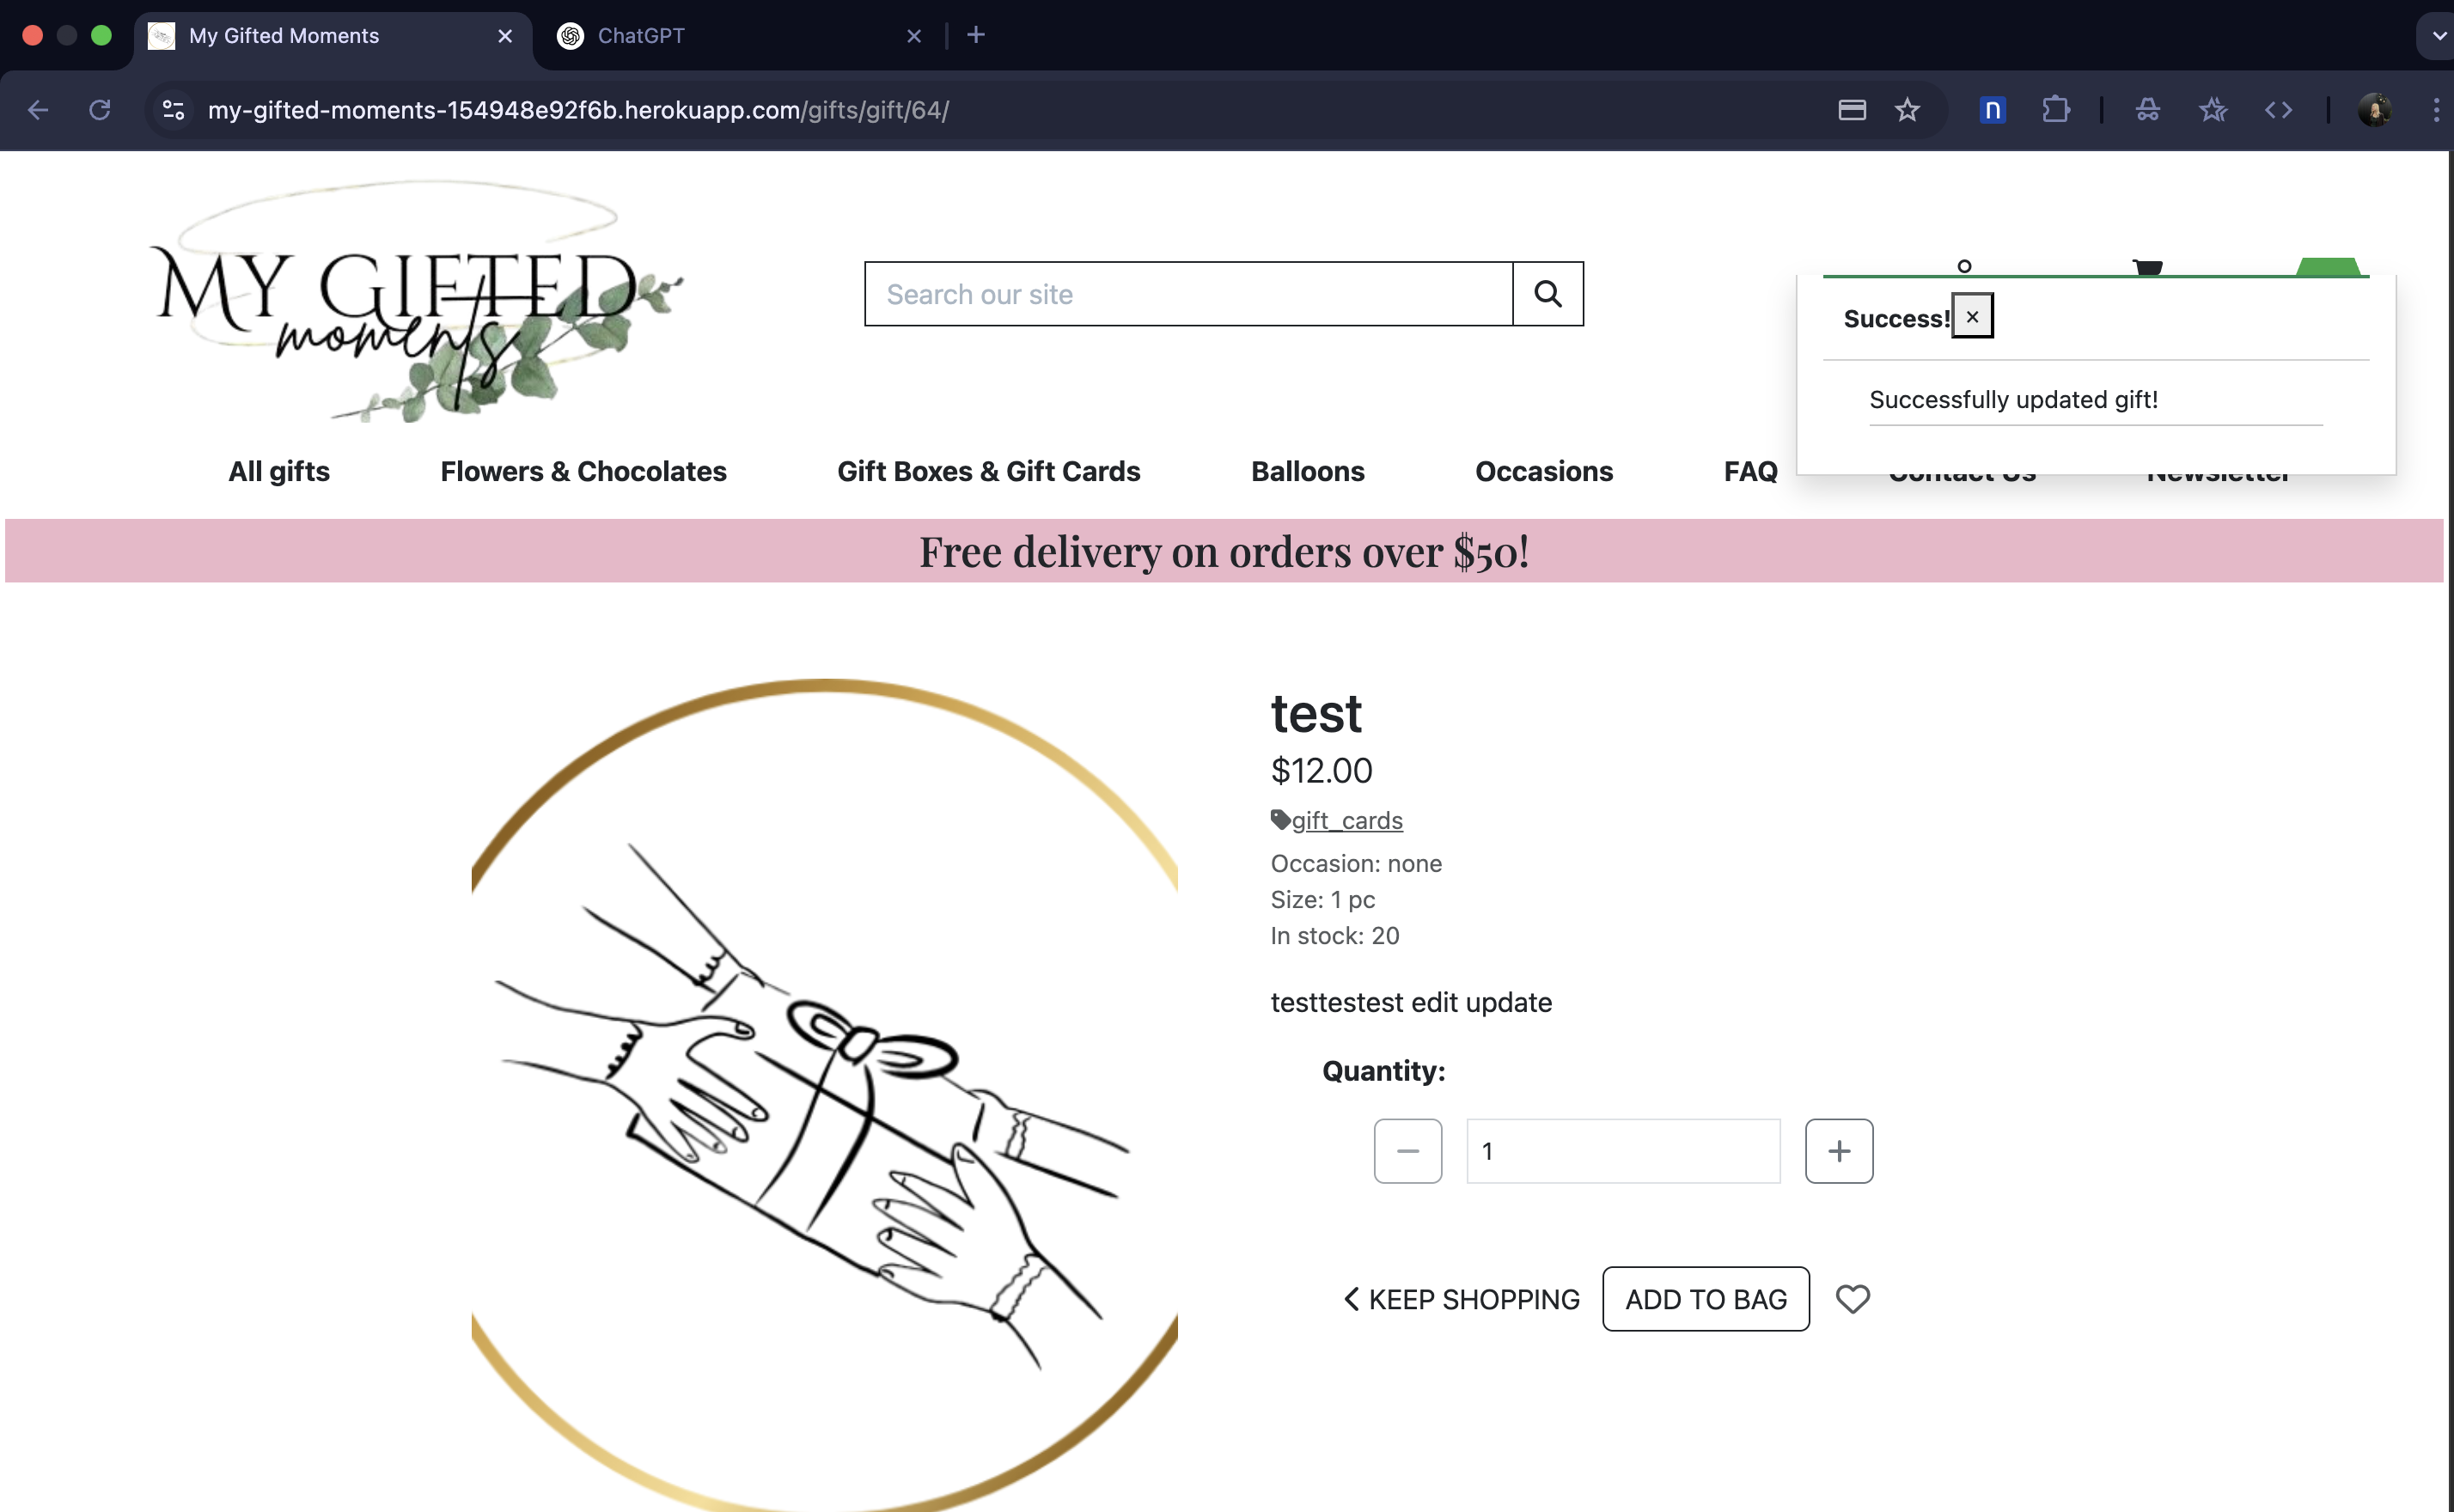 My Gifted Moments
ChatGPT
my-gifted-moments-154948e92f6b.herokuapp.com/gifts/gift/64/
n
MY GIFTED
moments
Search our site
Success! ×
Successfully updated gift!
All gifts Flowers & Chocolates Gift Boxes & Gift Cards Balloons Occasions FAQ Contact Us Newsletter
Free delivery on orders over $50!
test
$12.00
gift_cards
Occasion: none
Size: 1 pc
In stock: 20
testtestest edit update
Quantity:
1
KEEP SHOPPING ADD TO BAG